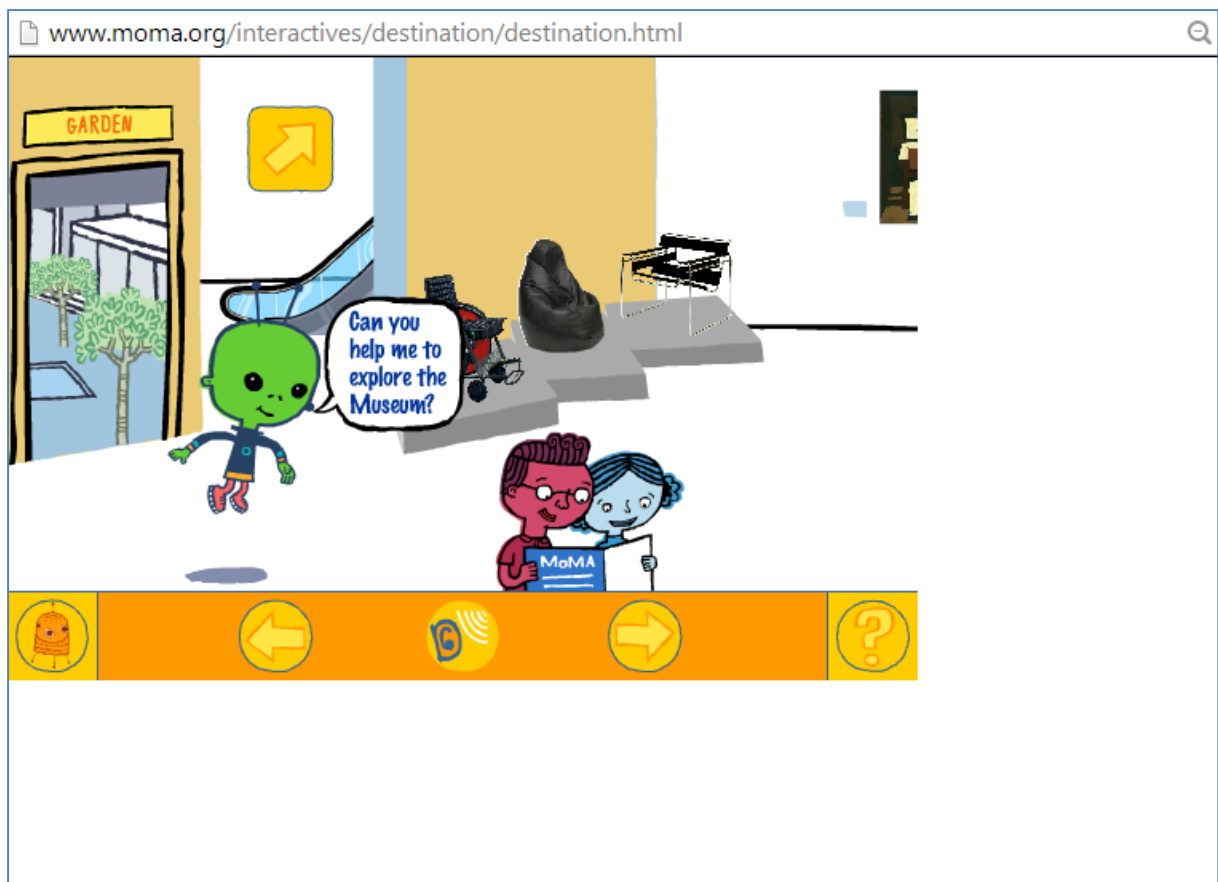 www.moma.org/interactives/destination/destination.html
GARDEN
Can you
help me to
explore the
Museum?
MoMA